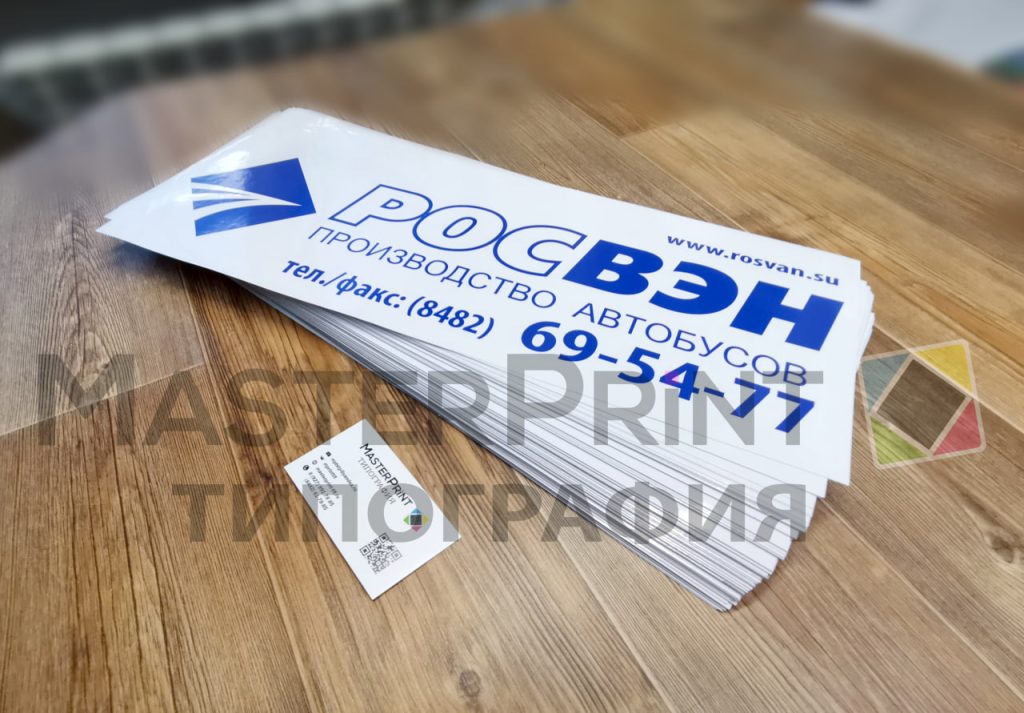 www.rosvan.su
РОСВЭН
ПРОИЗВОДСТВО АВТОБУСОВ
тел./факс: (8482) 69-54-77
MASTERPRINT
ТИПОГРАФИЯ
MASTERPRINT
ТИПОГРАФИЯ